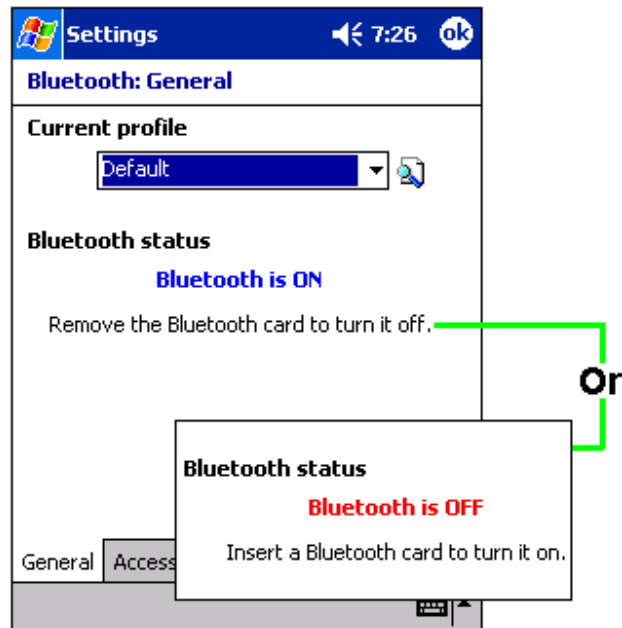 Settings 7:26 ok
Bluetooth: General
Current profile
Default
Bluetooth status
Bluetooth is ON
Remove the Bluetooth card to turn it off.
Or
Bluetooth status
Bluetooth is OFF
Insert a Bluetooth card to turn it on.
General Access